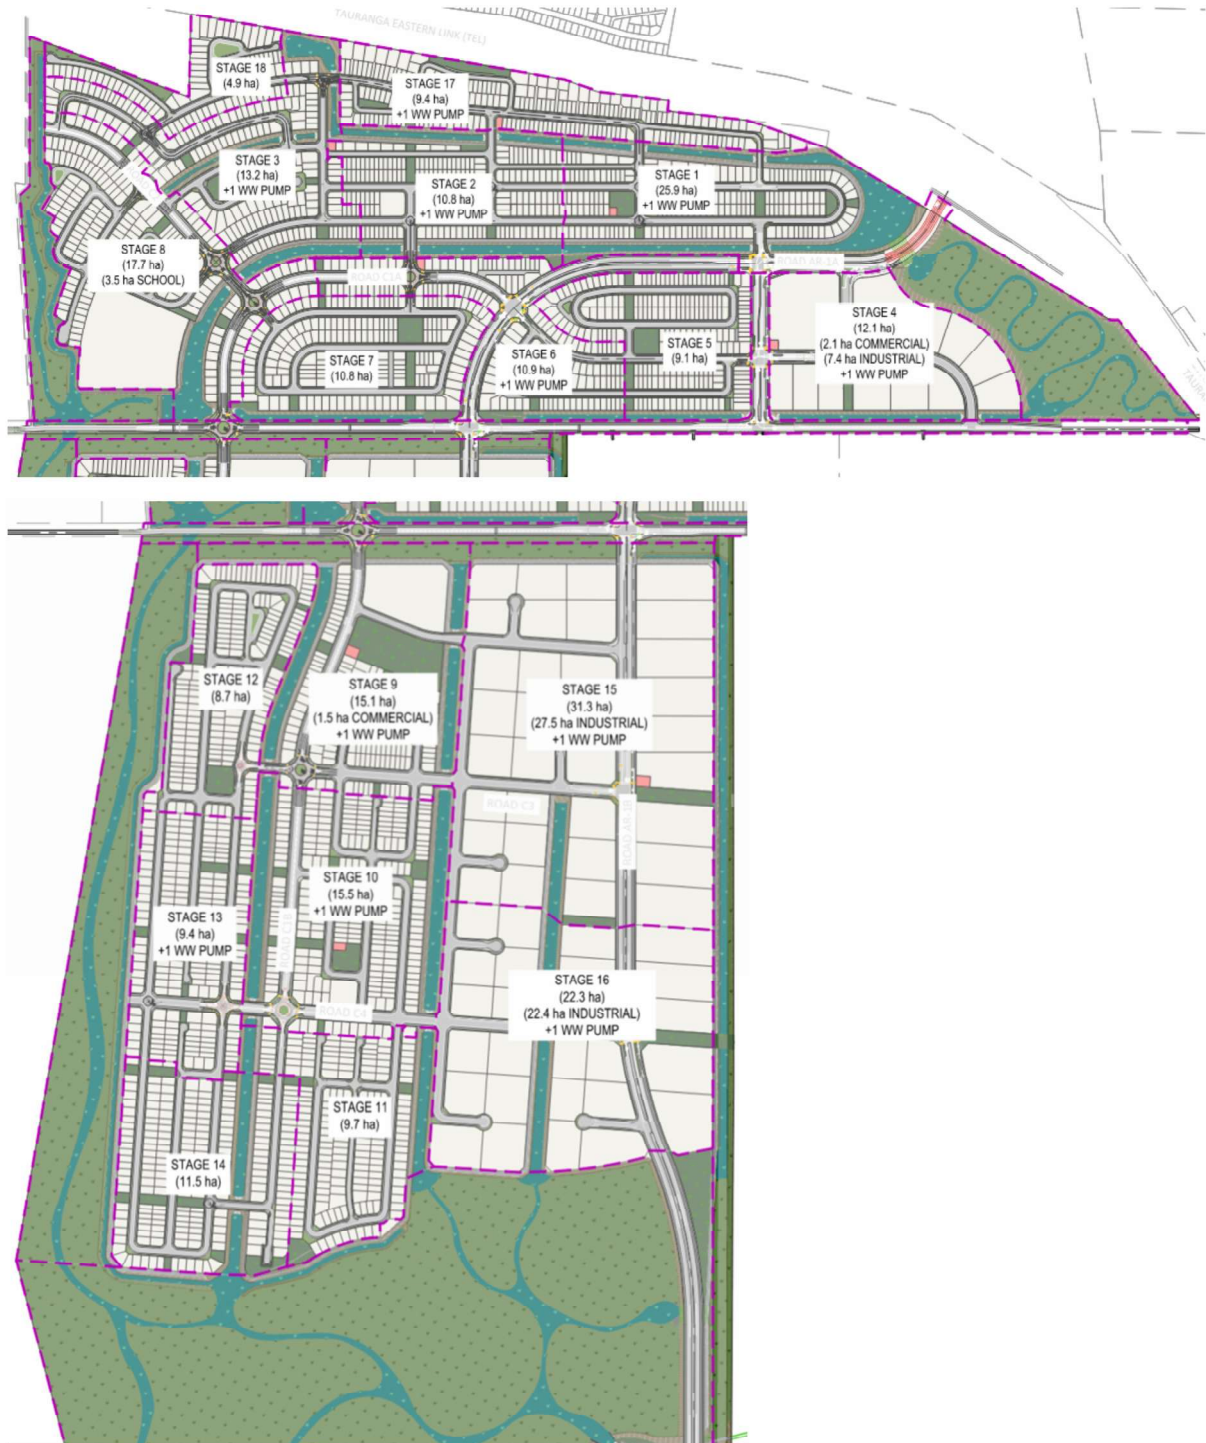 TAURANGA EASTERN LINK (TEL)
STAGE 18
(4.9 ha)
STAGE 17
(9.4 ha)
+1 WW PUMP
STAGE 3
(13.2 ha)
+1 WW PUMP
STAGE 2
(10.8 ha)
+1 WW PUMP
STAGE 1
(25.9 ha)
+1 WW PUMP
STAGE 8
(17.7 ha)
(3.5 ha SCHOOL)
ROAD C1A
ROAD AR-1A
STAGE 4
(12.1 ha)
(2.1 ha COMMERCIAL)
(7.4 ha INDUSTRIAL)
+1 WW PUMP
STAGE 7
(10.8 ha)
STAGE 6
(10.9 ha)
+1 WW PUMP
STAGE 5
(9.1 ha)
STAGE 12
(8.7 ha)
STAGE 9
(15.1 ha)
(1.5 ha COMMERCIAL)
+1 WW PUMP
STAGE 15
(31.3 ha)
(27.5 ha INDUSTRIAL)
+1 WW PUMP
ROAD C3
ROAD AR-1B
STAGE 10
(15.5 ha)
+1 WW PUMP
STAGE 13
(9.4 ha)
+1 WW PUMP
ROAD C1B
STAGE 16
(22.3 ha)
(22.4 ha INDUSTRIAL)
+1 WW PUMP
ROAD C4
STAGE 11
(9.7 ha)
STAGE 14
(11.5 ha)